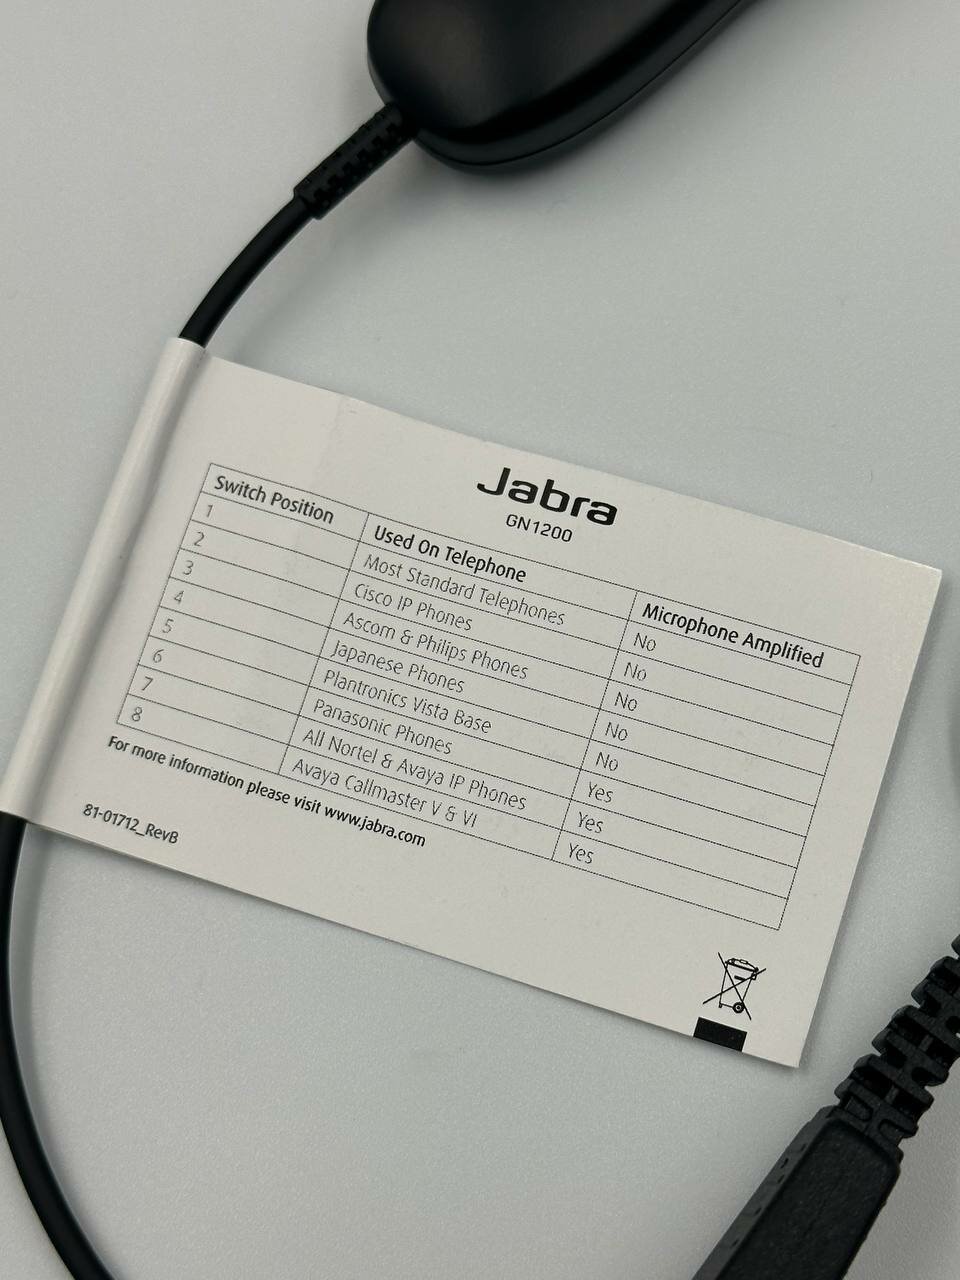 Jabra
GN1200
Switch Position Used On Telephone Microphone Amplified
1 Most Standard Telephones No
2 Cisco IP Phones No
3 Ascom & Philips Phones No
4 Japanese Phones No
5 Plantronics Vista Base No
6 Panasonic Phones Yes
7 All Nortel & Avaya IP Phones Yes
8 Avaya Callmaster V & VI Yes
For more information please visit www.jabra.com
81-01712_RevB